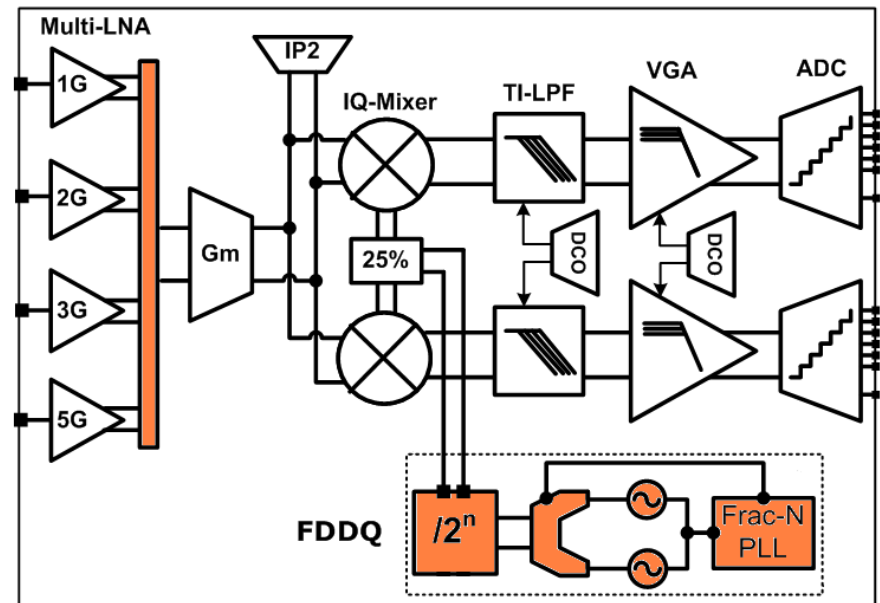 Multi-LNA
IP2
IQ-Mixer
TI-LPF
VGA
ADC
1G
2G
3G
5G
Gm
25%
DCO
DCO
FDDQ
/2ⁿ
Frac-N
PLL